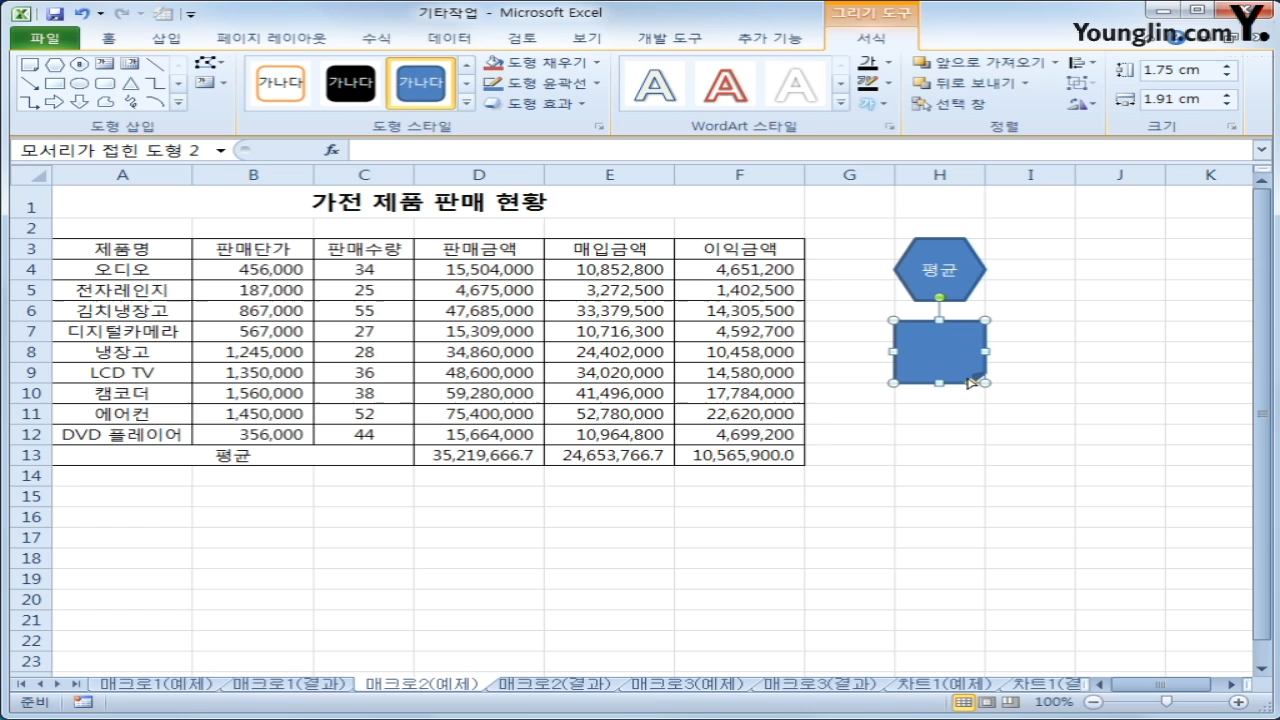 기타작업 - Microsoft Excel
그리기 도구
Younglin.com Y.
파일 홈 삽입 페이지 레이아웃 수식 데이터 검토 보기 개발 도구 추가 기능 서식
가나다 가나다 가나다
도형 채우기
도형 윤곽선
도형 효과
A A A
가
앞으로 가져오기
뒤로 보내기
선택 창
1.75 cm
1.91 cm
도형 삽입 도형 스타일 WordArt 스타일 정렬 크기
모서리가 접힌 도형 2 fx
A B C D E F G H I J K
1 가전 제품 판매 현황
2
3 제품명 판매단가 판매수량 판매금액 매입금액 이익금액
4 오디오 456,000 34 15,504,000 10,852,800 4,651,200
5 전자레인지 187,000 25 4,675,000 3,272,500 1,402,500
6 김치냉장고 867,000 55 47,685,000 33,379,500 14,305,500
7 디지털카메라 567,000 27 15,309,000 10,716,300 4,592,700
8 냉장고 1,245,000 28 34,860,000 24,402,000 10,458,000
9 LCD TV 1,350,000 36 48,600,000 34,020,000 14,580,000
10 캠코더 1,560,000 38 59,280,000 41,496,000 17,784,000
11 에어컨 1,450,000 52 75,400,000 52,780,000 22,620,000
12 DVD 플레이어 356,000 44 15,664,000 10,964,800 4,699,200
13 평균 35,219,666.7 24,653,766.7 10,565,900.0
14
15
16
17
18
19
20
21
22
23
평균
매크로1(예제) 매크로1(결과) 매크로2(예제) 매크로2(결과) 매크로3(예제) 매크로3(결과) 차트1(예제) 차트1(결
준비 100%